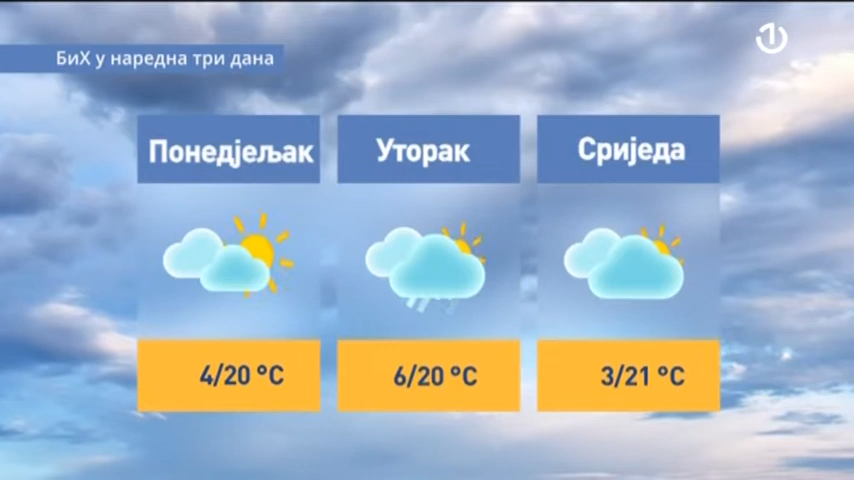 БиХ у наредна три дана
Понедјељак
Уторак
Сриједа
4/20 °C
6/20 °C
3/21 °C